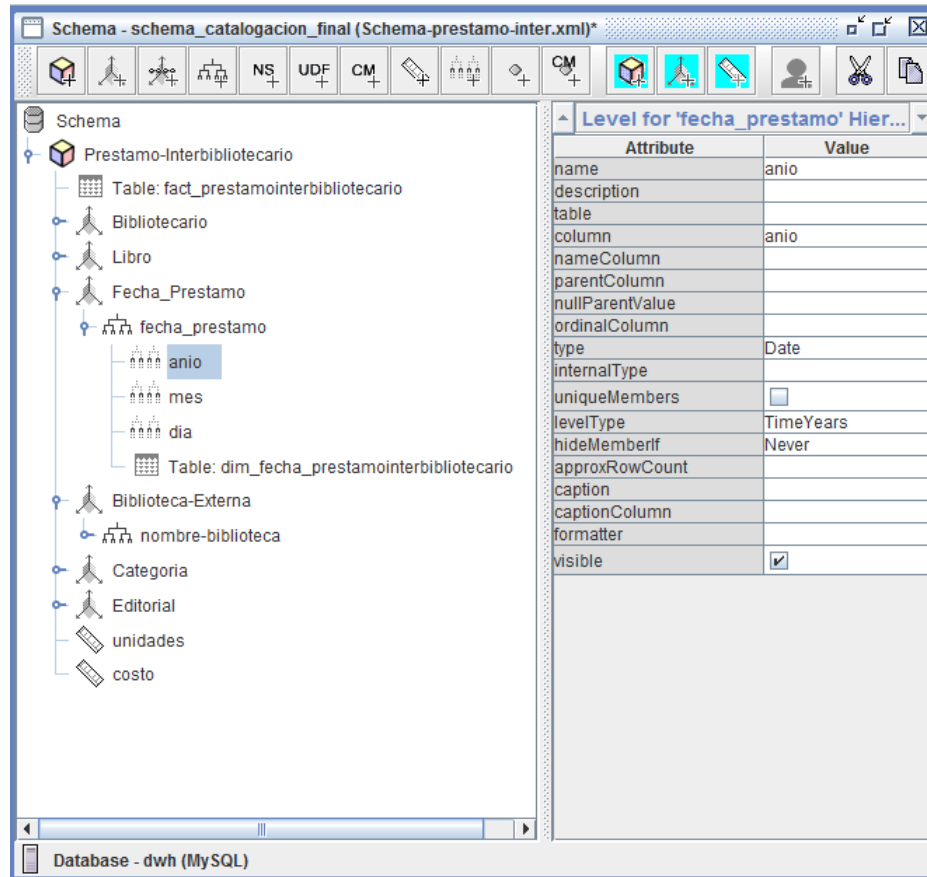 Schema - schema_catalogacion_final (Schema-prestamo-inter.xml)*
NS UDF CM CM
Schema
Prestamo-Interbibliotecario
Table: fact_prestamointerbibliotecario
Bibliotecario
Libro
Fecha_Prestamo
fecha_prestamo
anio
mes
dia
Table: dim_fecha_prestamointerbibliotecario
Biblioteca-Externa
nombre-biblioteca
Categoria
Editorial
unidades
costo
Level for 'fecha_prestamo' Hier...
Attribute Value
name anio
description
table
column anio
nameColumn
parentColumn
nullParentValue
ordinalColumn
type Date
internalType
uniqueMembers
levelType TimeYears
hideMemberIf Never
approxRowCount
caption
captionColumn
formatter
visible
Database - dwh (MySQL)